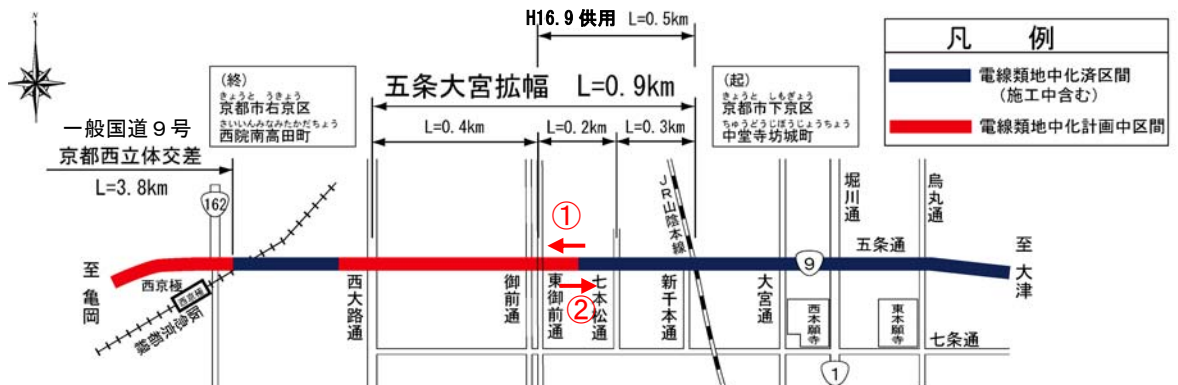 N
H16.9 供用 L=0.5km
凡 例
電線類地中化済区間
(施工中含む)
電線類地中化計画中区間
(終)
きょうと うきょう
京都市右京区
さいいんみなみたかだちょう
西院南高田町
五条大宮拡幅 L=0.9km
(起)
きょうと しもぎょう
京都市下京区
ちゅうどうじぼうじょうちょう
中堂寺坊城町
L=0.4km
L=0.2km
L=0.3km
一般国道9号
京都西立体交差
L=3.8km
162
JR山陰本線
堀川通
烏丸通
①
五条通
至大津
至亀岡
西京極
西京極
阪急京都線
西大路通
御前通
東御前通
②
七本松通
新千本通
大宮通
9
西本願寺
東本願寺
七条通
1